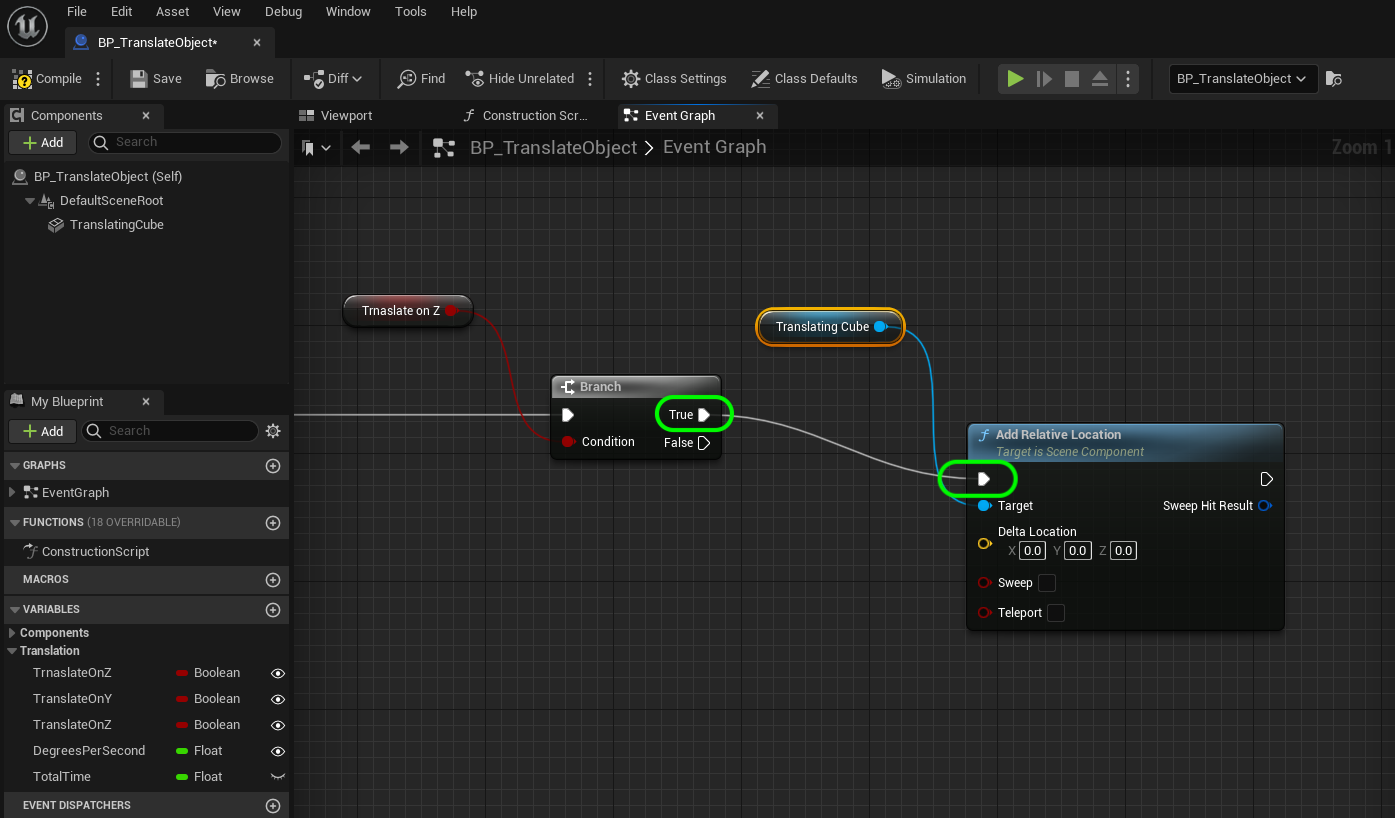 File Edit Asset View Debug Window Tools Help
BP_TranslateObject*
Compile Save Browse Diff Find Hide Unrelated Class Settings Class Defaults Simulation BP_TranslateObject
Components
Add Search
BP_TranslateObject (Self)
DefaultSceneRoot
TranslatingCube
My Blueprint
Add Search
GRAPHS
EventGraph
FUNCTIONS (18 OVERRIDABLE)
ConstructionScript
MACROS
VARIABLES
Components
Translation
TrnaslateOnZ Boolean
TranslateOnY Boolean
TranslateOnZ Boolean
DegreesPerSecond Float
TotalTime Float
EVENT DISPATCHERS
Viewport Construction Scr... Event Graph
BP_TranslateObject > Event Graph Zoom 1
Trnaslate on Z
Translating Cube
Branch
True
Condition False
Add Relative Location
Target is Scene Component
Target Sweep Hit Result
Delta Location
X 0.0 Y 0.0 Z 0.0
Sweep
Teleport